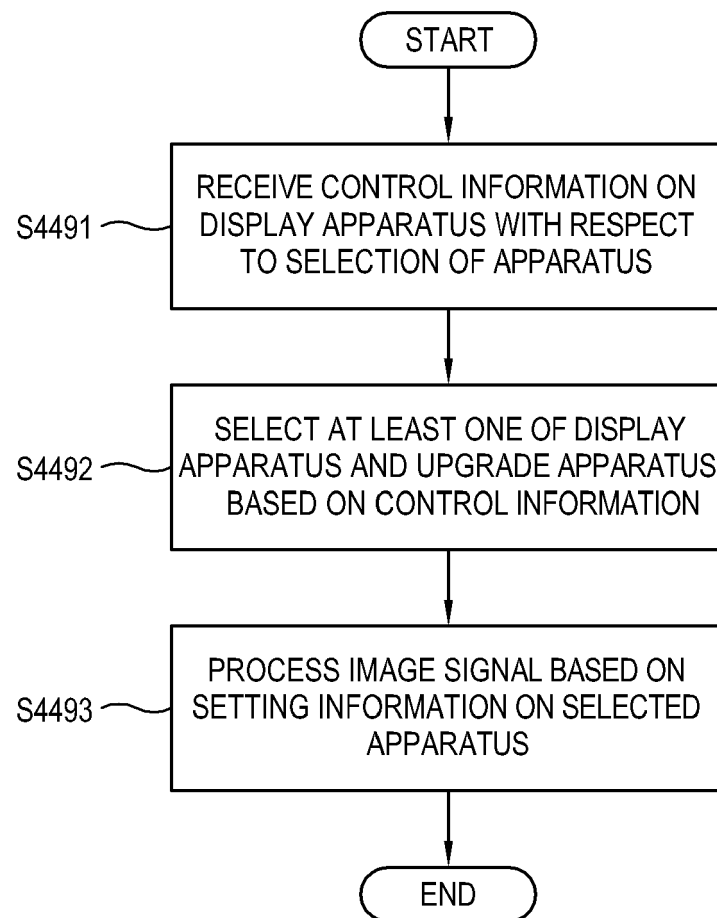 START
RECEIVE CONTROL INFORMATION ON
DISPLAY APPARATUS WITH RESPECT
TO SELECTION OF APPARATUS
S4491
SELECT AT LEAST ONE OF DISPLAY
APPARATUS AND UPGRADE APPARATUS
BASED ON CONTROL INFORMATION
S4492
PROCESS IMAGE SIGNAL BASED ON
SETTING INFORMATION ON SELECTED
APPARATUS
S4493
END